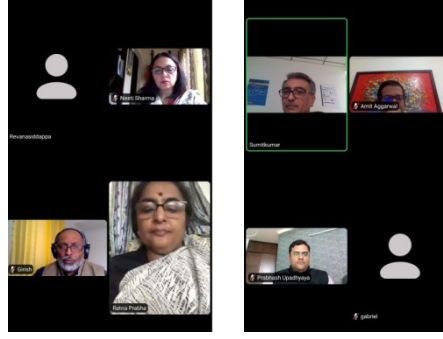 Neeti Sharma
Revanasiddappa
Girish
Ratna Prabha
Sumitkumar
Amit Aggarwal
Prabhash Upadhyaya
gabriel